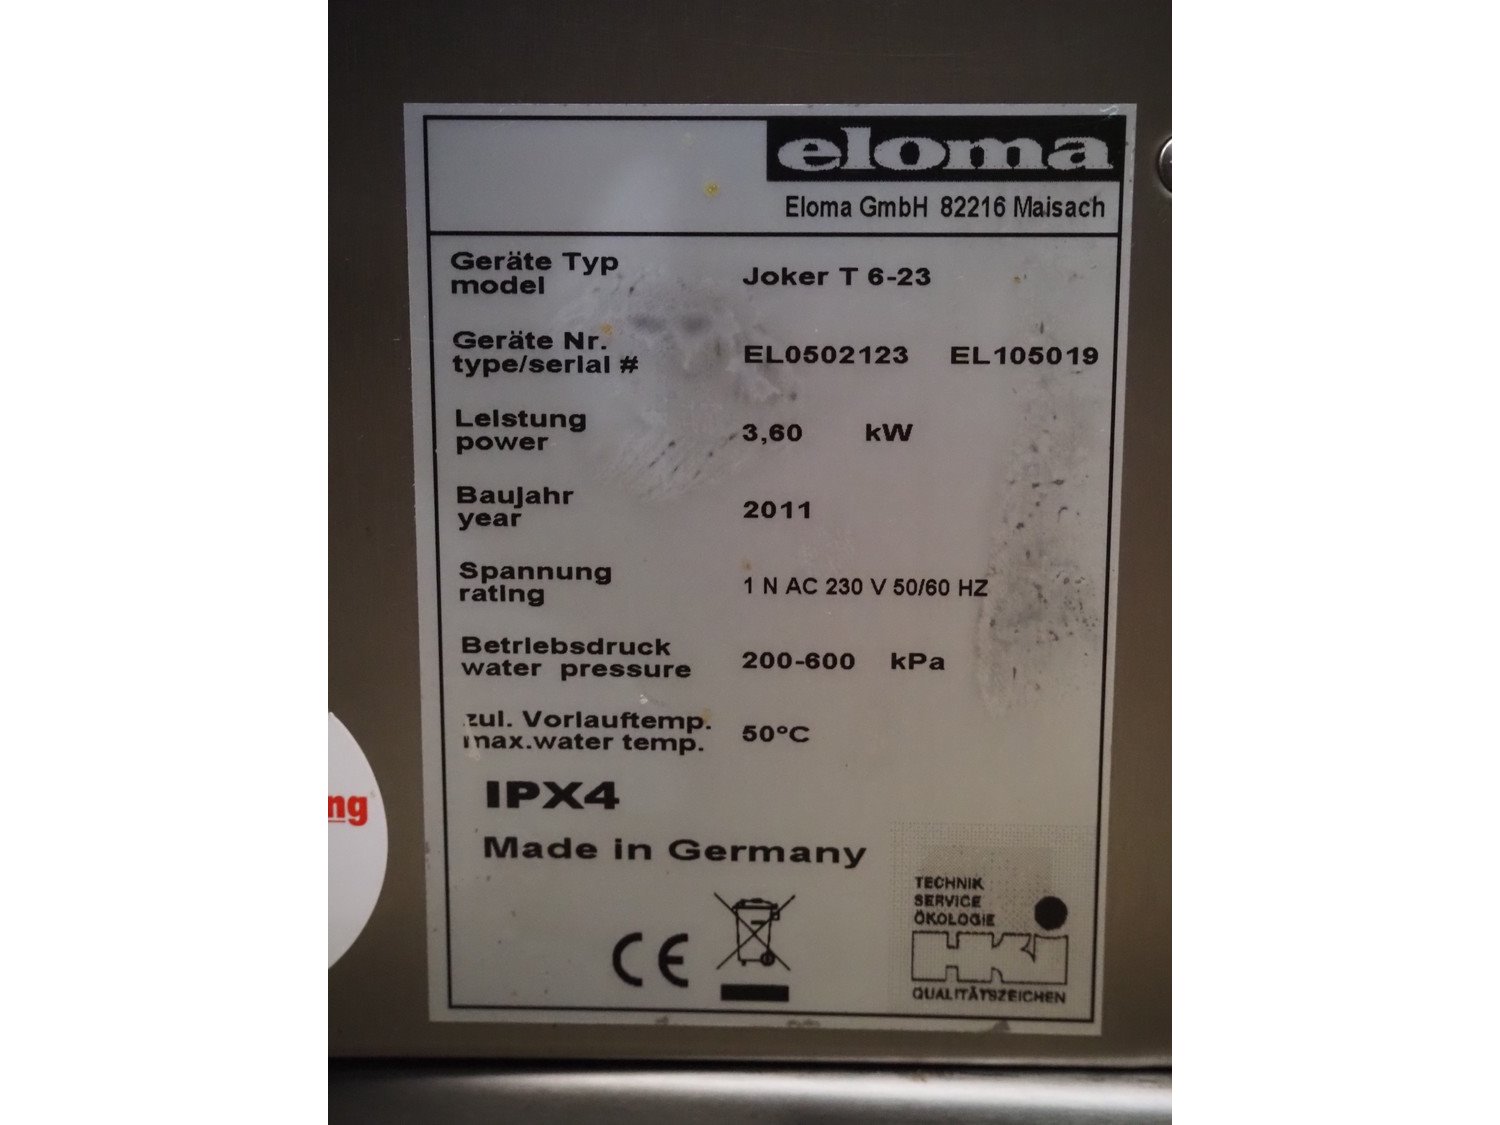 eloma
Eloma GmbH 82216 Maisach
Geräte Typ
model
Joker T 6-23
Geräte Nr.
type/serial #
EL0502123 EL105019
Leistung
power
3,60 kW
Baujahr
year
2011
Spannung
rating
1 N AC 230 V 50/60 HZ
Betriebsdruck
water pressure
200-600 kPa
zul. Vorlauftemp.
max.water temp.
50°C
IPX4
Made in Germany
CE
TECHNIK
SERVICE
ÖKOLOGIE
HKI
QUALITÄTSZEICHEN